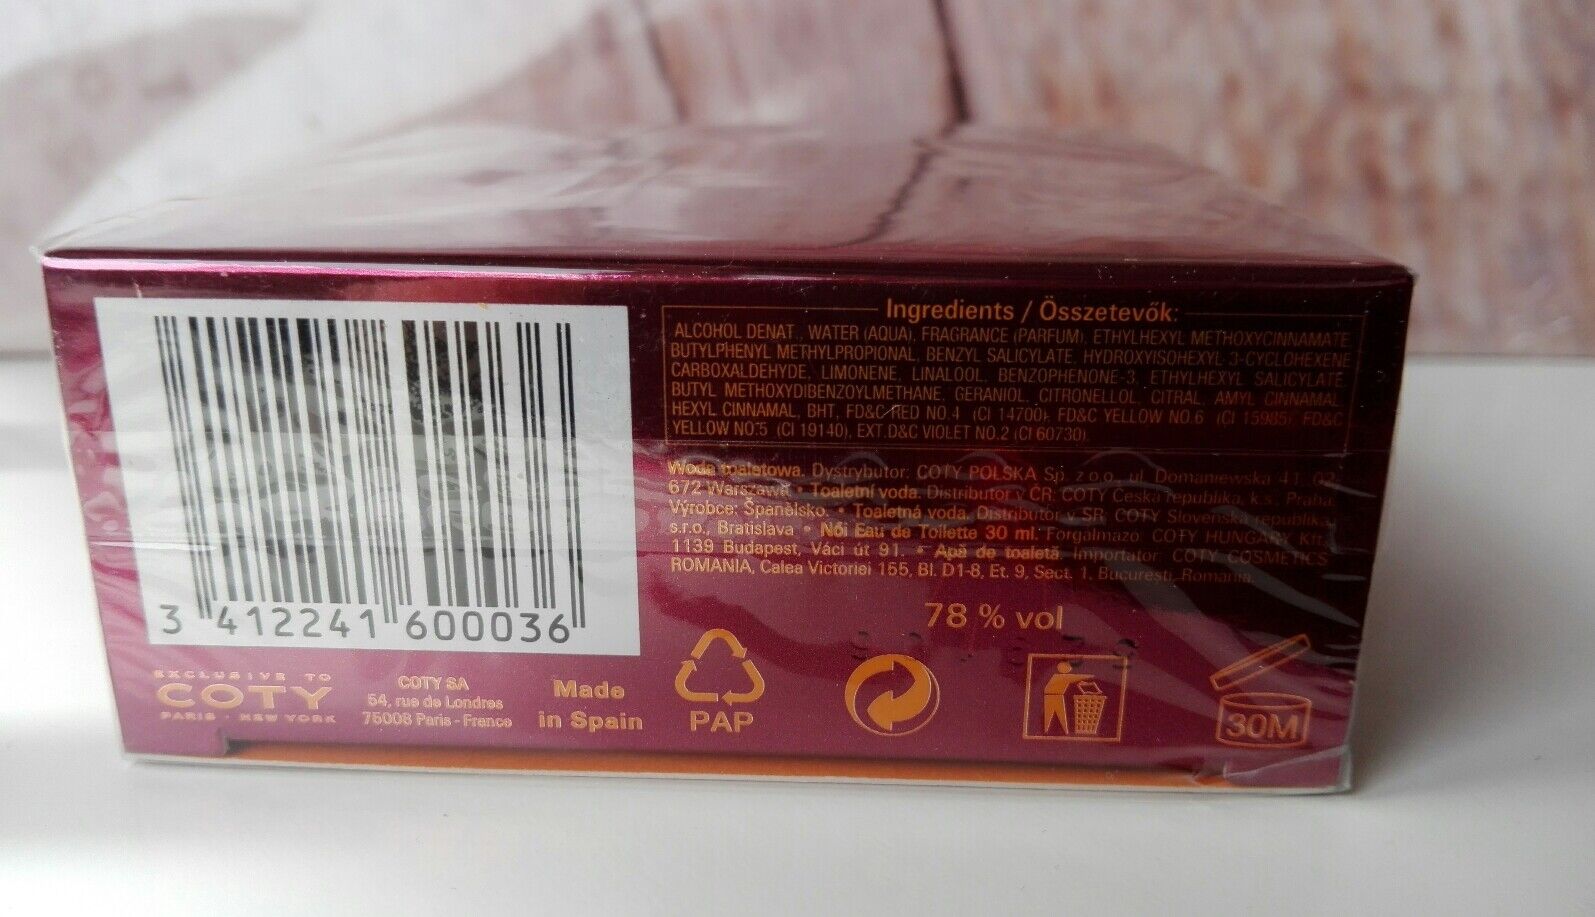 Ingredients / Összetevők:
ALCOHOL DENAT., WATER (AQUA), FRAGRANCE (PARFUM), ETHYLHEXYL METHOXYCINNAMATE
BUTYLPHENYL METHYLPROPIONAL, BENZYL SALICYLATE, HYDROXYISOHEXYL 3-CYCLOHEXENE
CARBOXALDEHYDE, LIMONENE, LINALOOL, BENZOPHENONE-3, ETHYLHEXYL SALICYLATE,
BUTYL METHOXYDIBENZOYLMETHANE, GERANIOL, CITRONELLOL, CITRAL, AMYL CINNAMAL
HEXYL CINNAMAL, BHT, FD&C RED NO.4 (CI 14700), FD&C YELLOW NO.6 (CI 15985), FD&C
YELLOW NO.5 (CI 19140), EXT.D&C VIOLET NO.2 (CI 60730).
Woda toaletowa. Dystrybutor: COTY POLSKA Sp. z o.o., ul. Domaniewska 41, 02-
672 Warszawa • Toaletní voda. Distributor v ČR: COTY Česká republika, k.s., Praha
Výrobce: Španělsko. • Toaletná voda. Distribútor v SR: COTY Slovenská republika,
s.r.o., Bratislava • Női Eau de Toilette 30 ml. Forgalmazó: COTY HUNGARY Kft.
1139 Budapest, Váci út 91. • Apă de toaletă. Importator: COTY COSMETICS
ROMANIA, Calea Victoriei 155, Bl. D1-8, Et. 9, Sect. 1, Bucureşti, Romania.
78 % vol
3 412241 600036
EXCLUSIVE TO
COTY
PARIS - NEW YORK
COTY SA
54, rue de Londres
75008 Paris - France
Made
in Spain
PAP
30M